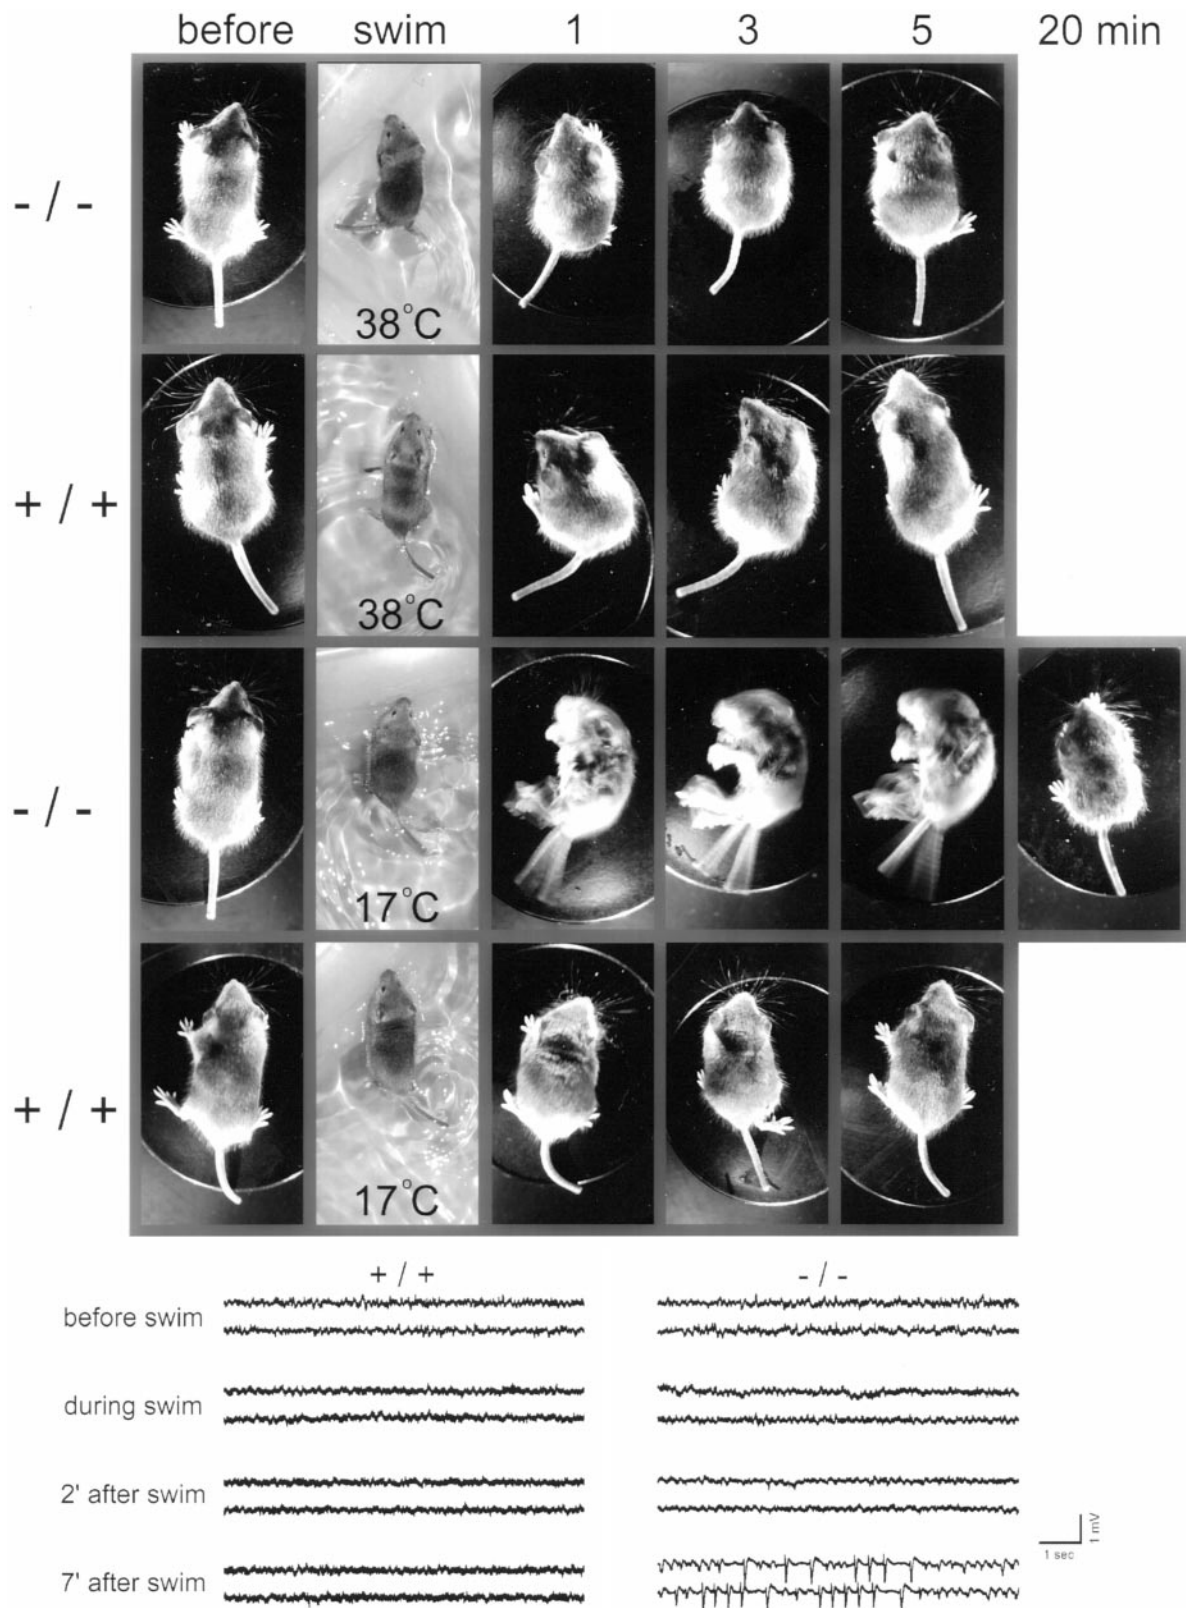 before swim 1 3 5 20 min
- / -
38°C
+ / +
38°C
- / -
17°C
+ / +
17°C
+ / + - / -
before swim
during swim
2' after swim
1 mV
1 sec
7' after swim